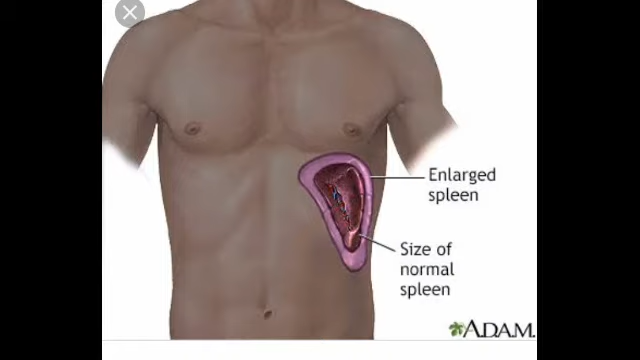 Enlarged
spleen
Size of
normal
spleen
A.D.A.M.